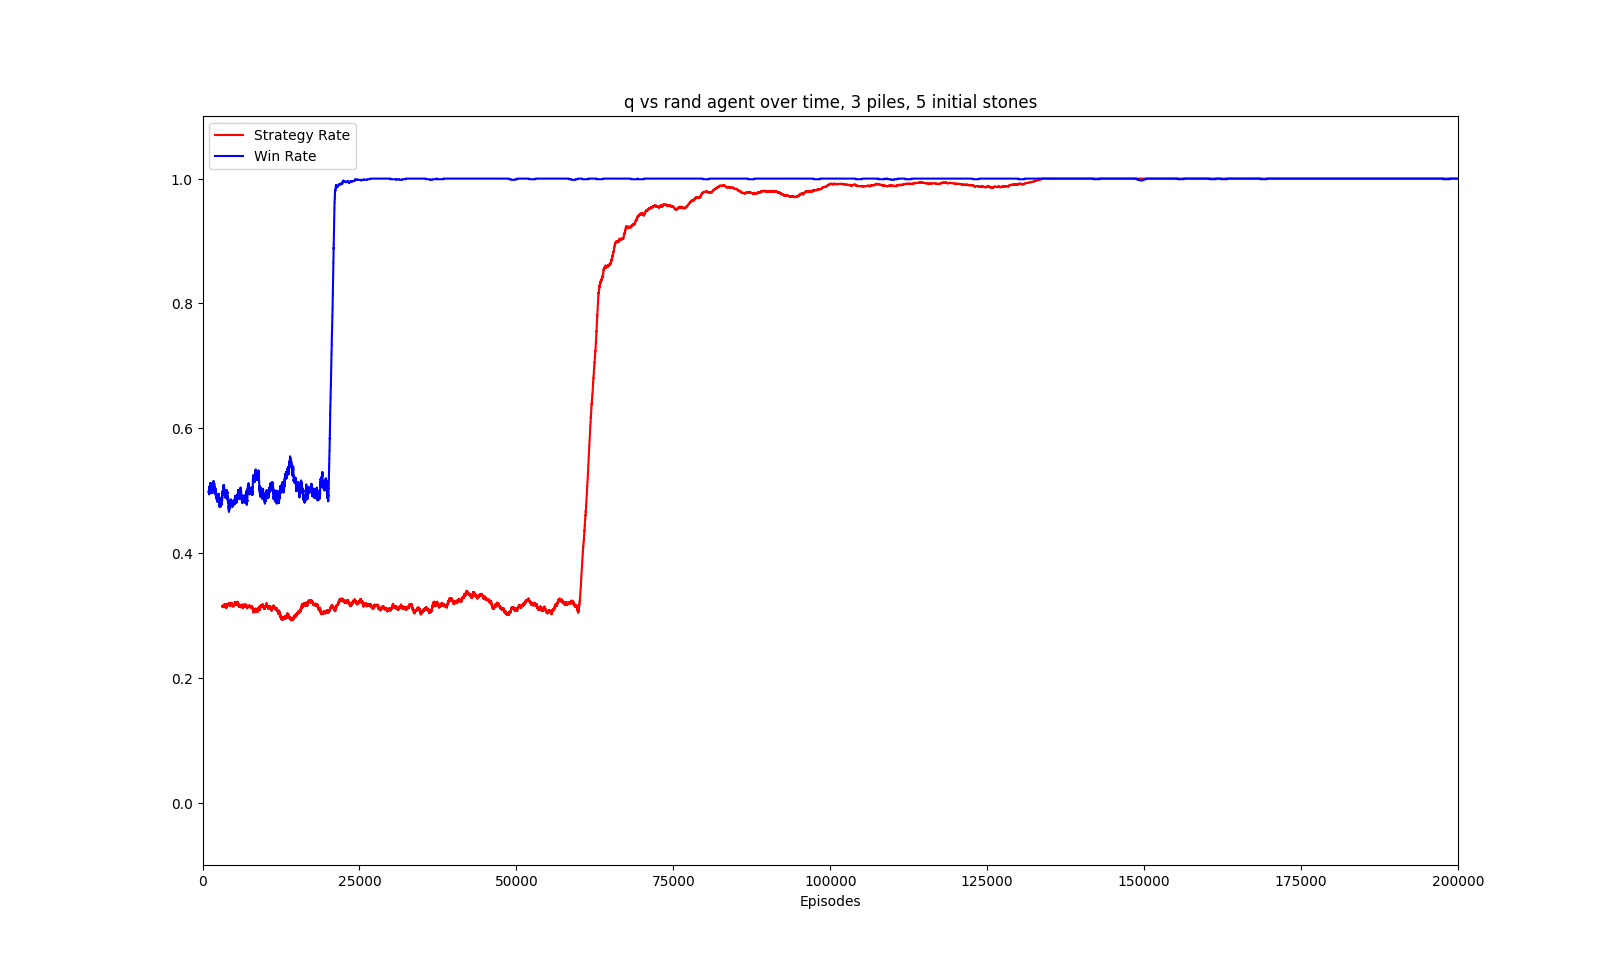 q vs rand agent over time, 3 piles, 5 initial stones
Strategy Rate
Win Rate
1.0
0.8
0.6
0.4
0.2
0.0
0 25000 50000 75000 100000 125000 150000 175000 200000
Episodes